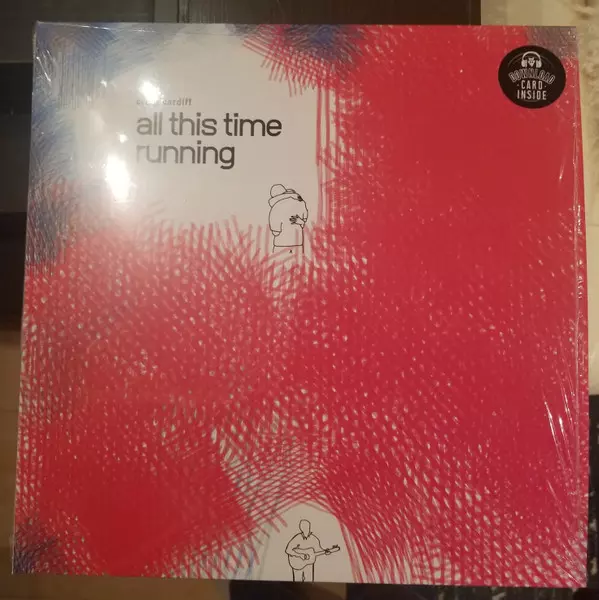 cardiff
all this time
running
DOWNLOAD
CARD
INSIDE